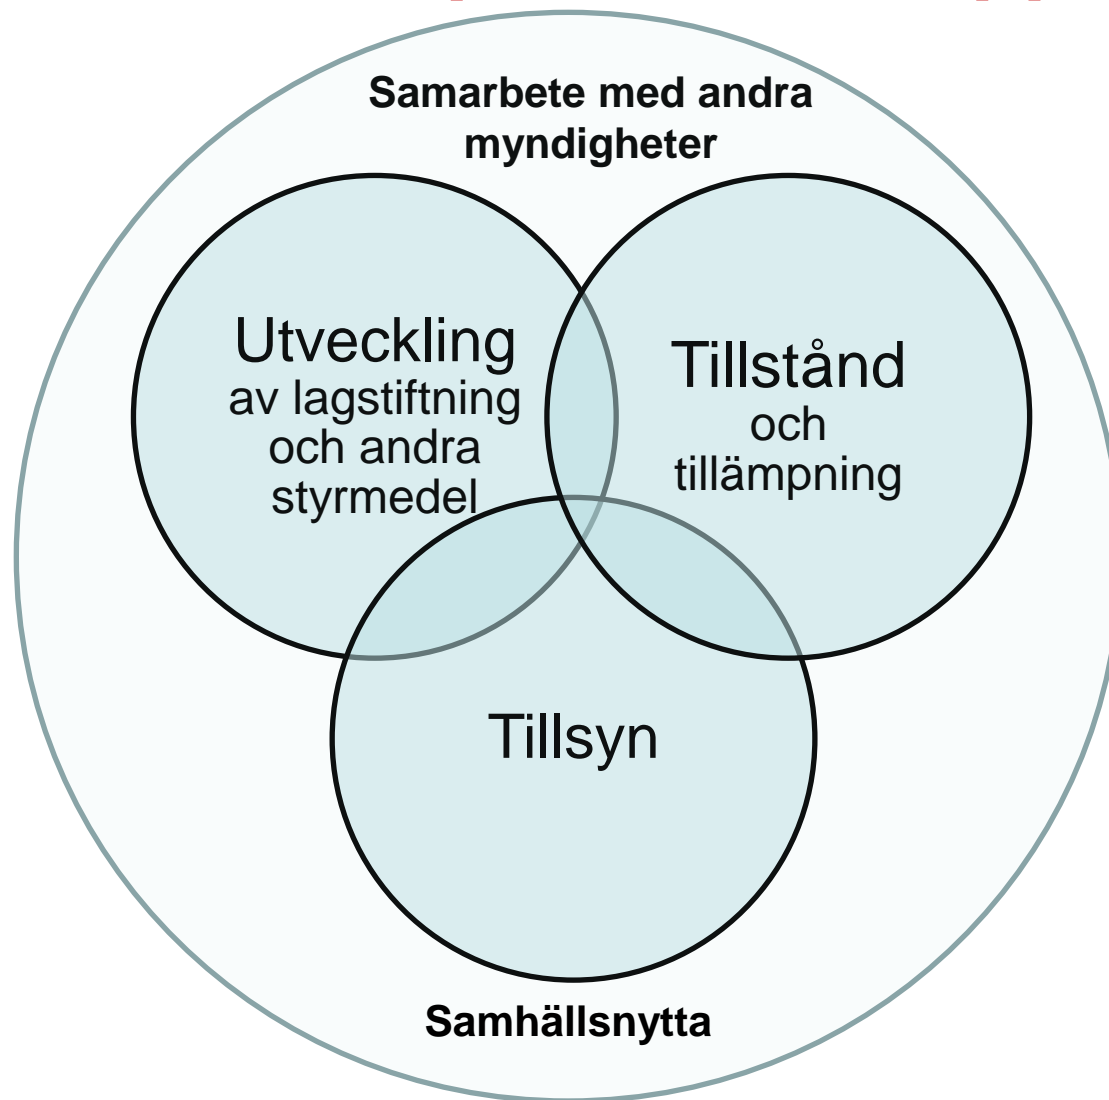 Samarbete med andra
myndigheter
Utveckling
av lagstiftning
och andra
styrmedel
Tillstånd
och
tillämpning
Tillsyn
Samhällsnytta